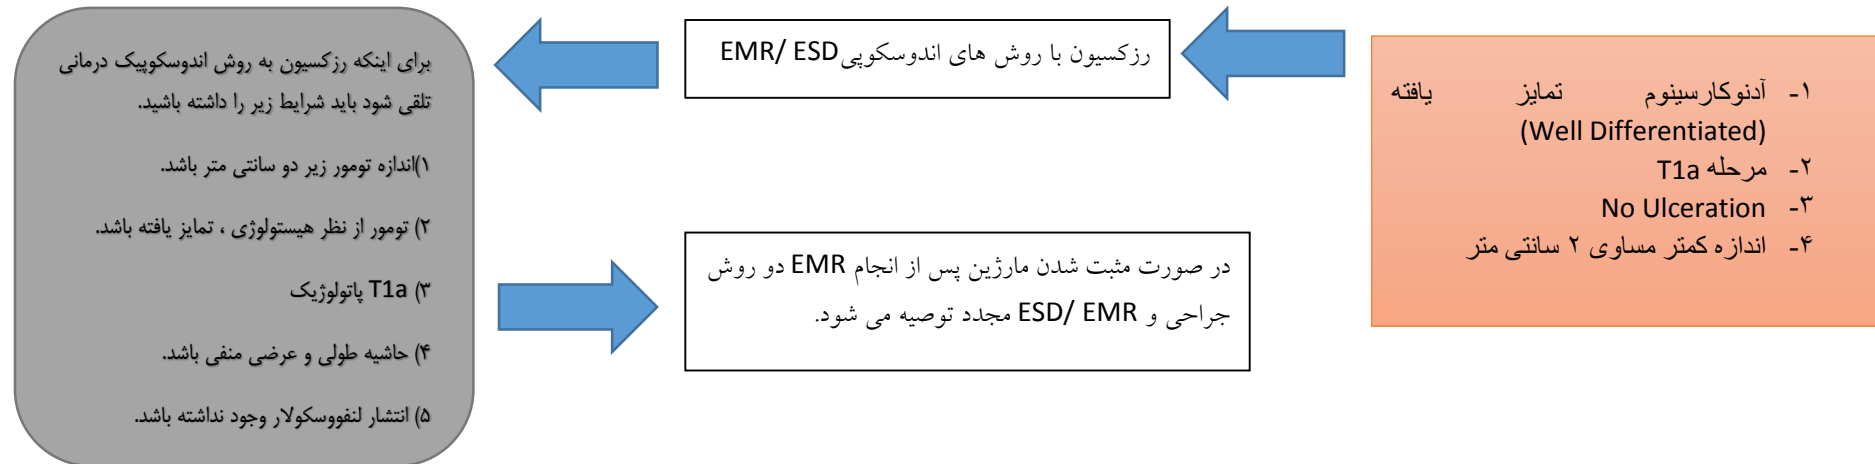 ۱- آدنوکارسینوم تمایز یافته
(Well Differentiated)
۲- مرحله T1a
۳- No Ulceration
۴- اندازه کمتر مساوی ۲ سانتی متر
رزکسیون با روش های اندوسکوپیEMR/ ESD
برای اینکه رزکسیون به روش اندوسکوپیک درمانی
تلقی شود باید شرایط زیر را داشته باشید.
۱)اندازه تومور زیر دو سانتی متر باشد.
۲) تومور از نظر هیستولوژی ، تمایز یافته باشد.
۳) T1a پاتولوژیک
۴) حاشیه طولی و عرضی منفی باشد.
۵) انتشار لنفووسکولار وجود نداشته باشد.
در صورت مثبت شدن مارژین پس از انجام EMR دو روش
جراحی و ESD/ EMR مجدد توصیه می شود.